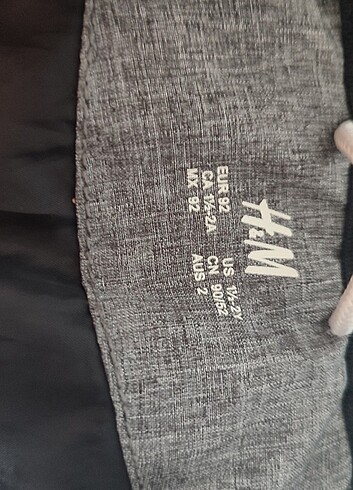 H&M
EUR 92 US 1½-2Y
CA 1½-2A CN 90/52
MX 92 AUS 2